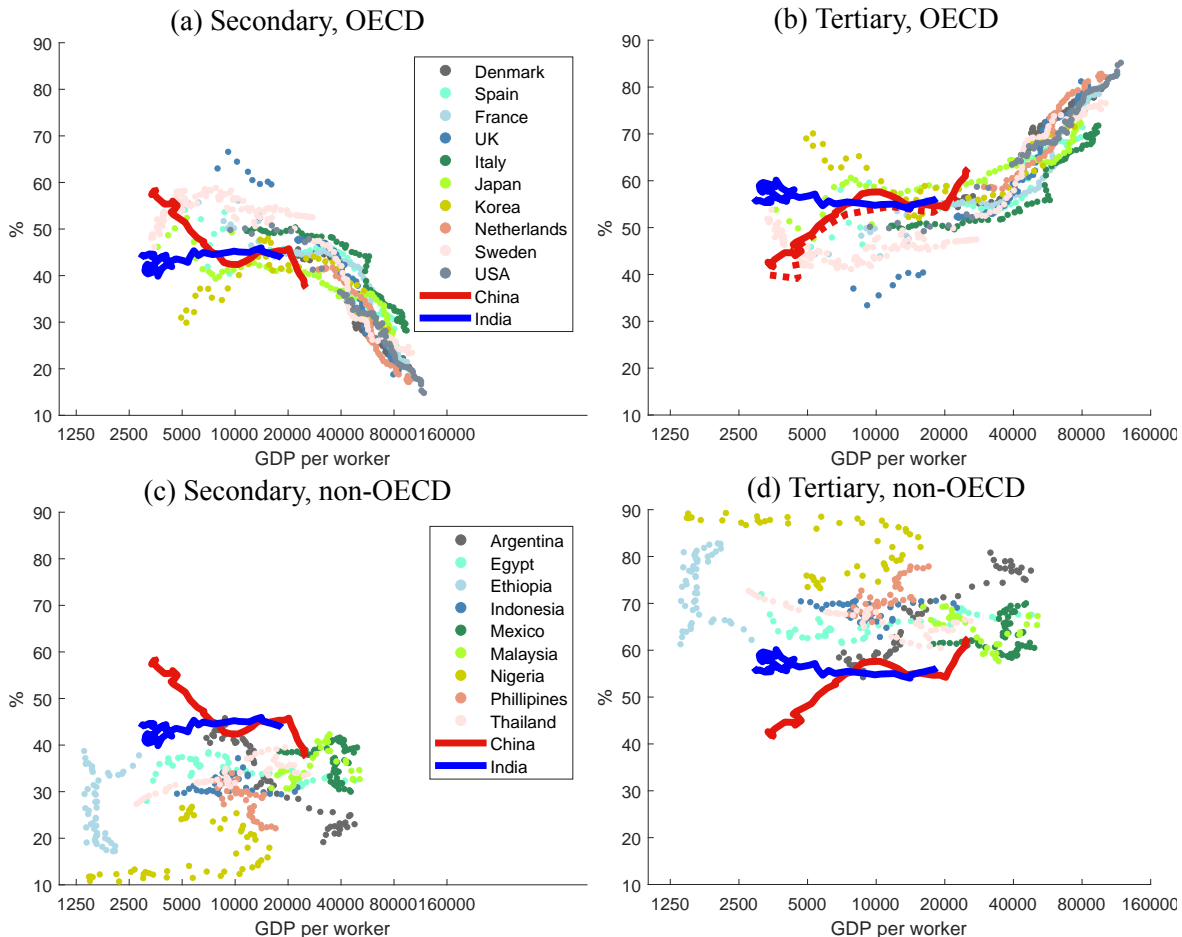 (a) Secondary, OECD
90
80
70
60
50
40
30
20
10
%
1250 2500 5000 10000 20000 40000 80000 160000
GDP per worker
Denmark
Spain
France
UK
Italy
Japan
Korea
Netherlands
Sweden
USA
China
India
(b) Tertiary, OECD
90
80
70
60
50
40
30
20
10
%
1250 2500 5000 10000 20000 40000 80000 160000
GDP per worker
(c) Secondary, non-OECD
90
80
70
60
50
40
30
20
10
%
1250 2500 5000 10000 20000 40000 80000 160000
GDP per worker
Argentina
Egypt
Ethiopia
Indonesia
Mexico
Malaysia
Nigeria
Phillipines
Thailand
China
India
(d) Tertiary, non-OECD
90
80
70
60
50
40
30
20
10
%
1250 2500 5000 10000 20000 40000 80000 160000
GDP per worker